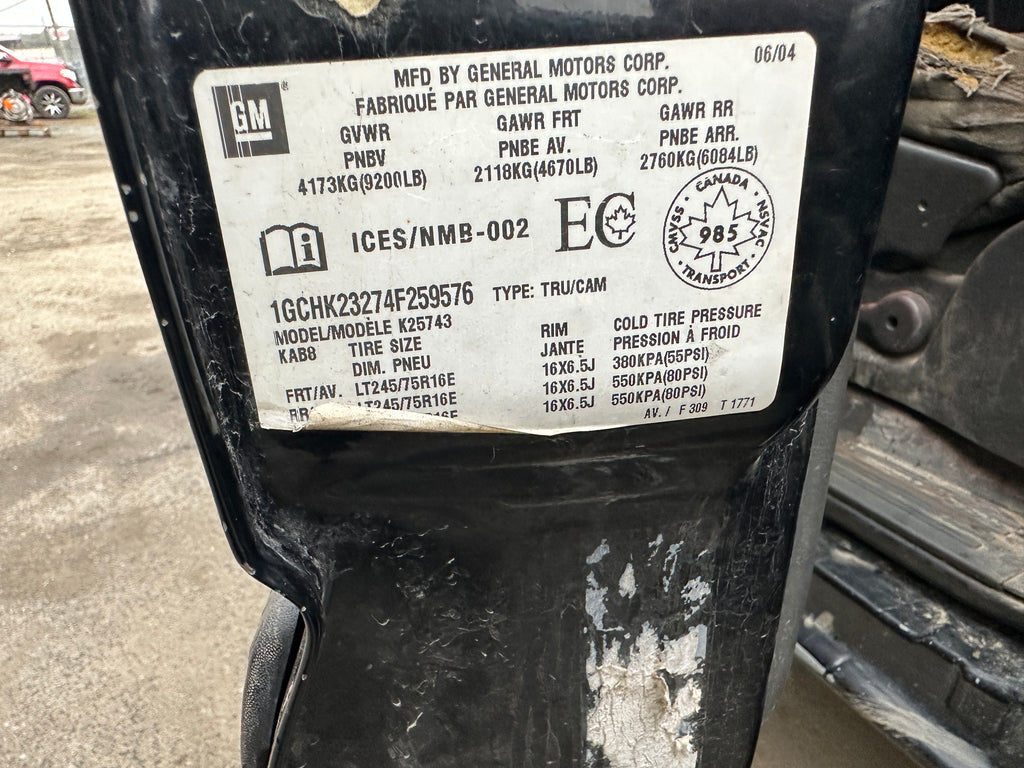 MFD BY GENERAL MOTORS CORP. 06/04
FABRIQUÉ PAR GENERAL MOTORS CORP.
GM®
GVWR GAWR FRT GAWR RR
PNBV PNBE AV. PNBE ARR.
4173KG(9200LB) 2118KG(4670LB) 2760KG(6084LB)
i ICES/NMB-002 EC
CANADA
CMVSS 985 NSVAC
TRANSPORT
1GCHK23274F259576 TYPE: TRU/CAM
MODEL/MODÈLE K25743
KAB8 TIRE SIZE RIM COLD TIRE PRESSURE
DIM. PNEU JANTE PRESSION À FROID
FRT/AV. LT245/75R16E 16X6.5J 380KPA(55PSI)
16X6.5J 550KPA(80PSI)
16X6.5J 550KPA(80PSI)
AV./ F309 T1771